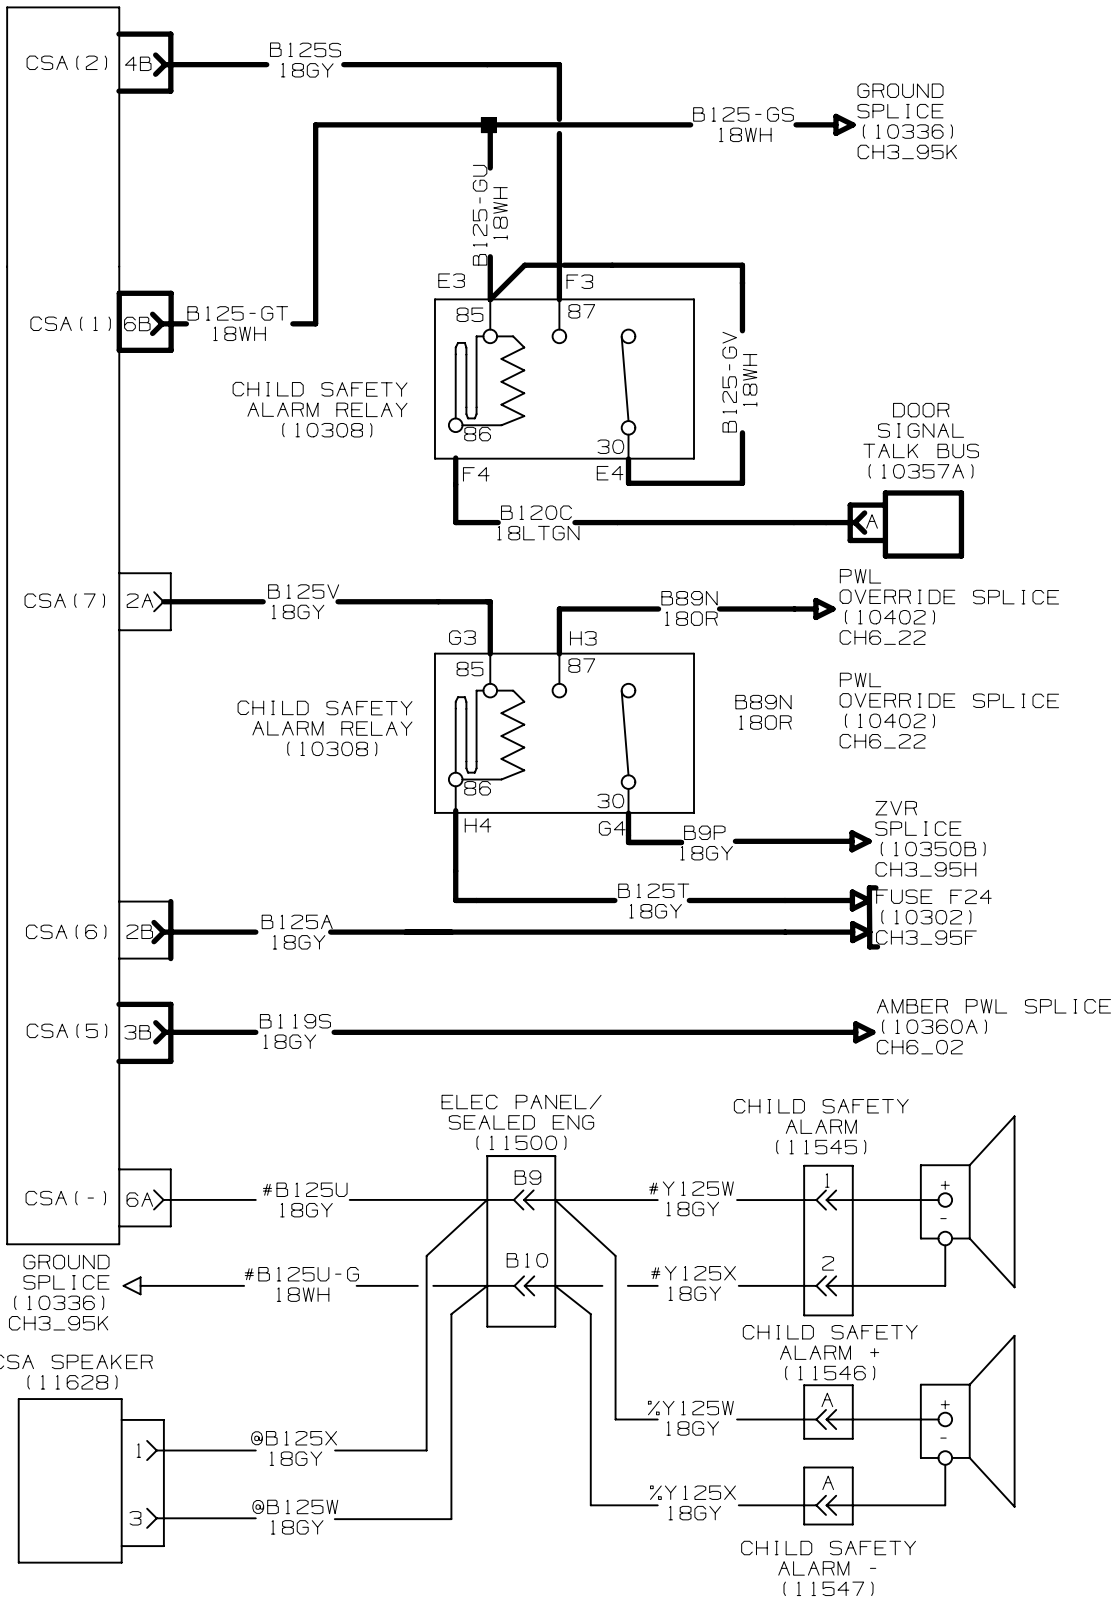 CSA(2)
4B
B125S
18GY
GROUND
SPLICE
(10336)
CH3_95K
B125-GS
18WH
B125-GU
18WH
E3
F3
CSA(1)
6B
B125-GT
18WH
85
87
B125-GV
18WH
CHILD SAFETY
ALARM RELAY
(10308)
86
30
F4
E4
DOOR
SIGNAL
TALK BUS
(10357A)
A
B120C
18LTGN
CSA(7)
2A
B125V
18GY
B89N
18OR
PWL
OVERRIDE SPLICE
(10402)
CH6_22
G3
H3
85
87
CHILD SAFETY
ALARM RELAY
(10308)
B89N
18OR
PWL
OVERRIDE SPLICE
(10402)
CH6_22
86
30
H4
G4
B9P
18GY
ZVR
SPLICE
(10350B)
CH3_95H
B125T
18GY
FUSE F24
(10302)
CH3_95F
CSA(6)
2B
B125A
18GY
CSA(5)
3B
B119S
18GY
AMBER PWL SPLICE
(10360A)
CH6_02
ELEC PANEL/
SEALED ENG
(11500)
CHILD SAFETY
ALARM
(11545)
CSA(-)
6A
#B125U
18GY
B9
#Y125W
18GY
1
+
-
GROUND
SPLICE
(10336)
CH3_95K
#B125U-G
18WH
B10
#Y125X
18GY
2
CSA SPEAKER
(11628)
CHILD SAFETY
ALARM +
(11546)
%Y125W
18GY
A
+
-
1
@B125X
18GY
3
@B125W
18GY
%Y125X
18GY
A
CHILD SAFETY
ALARM -
(11547)